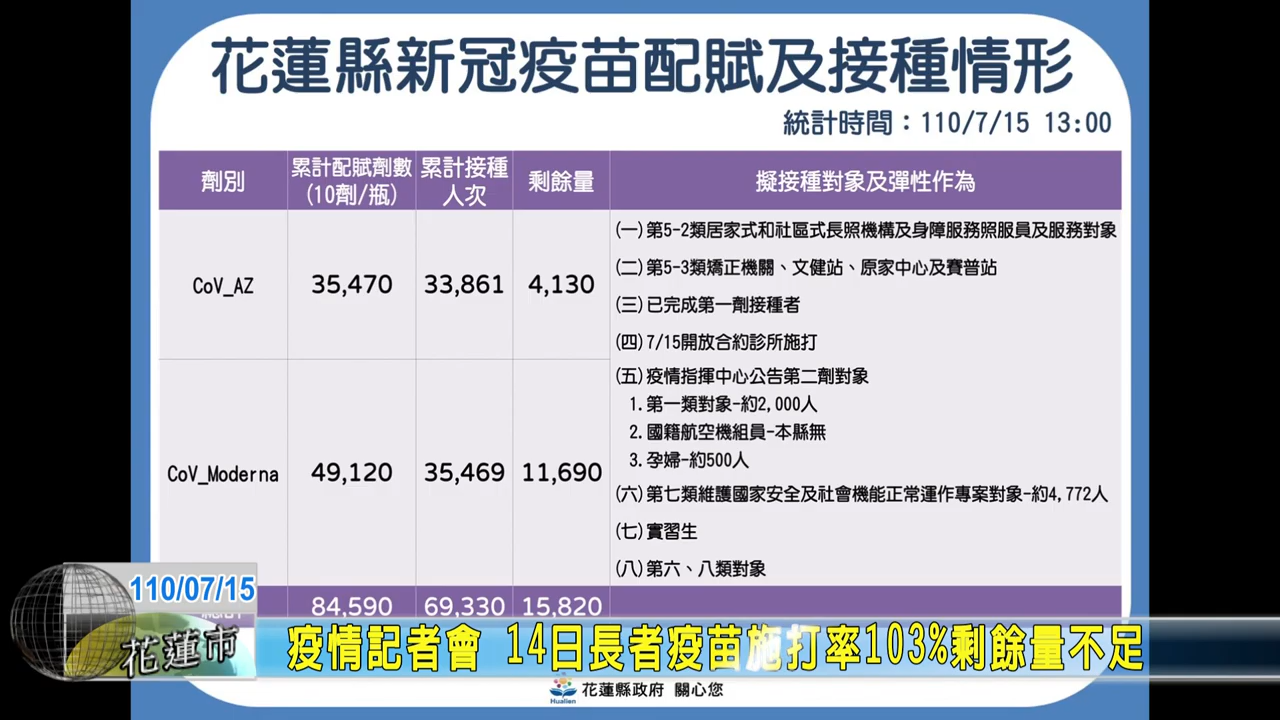 花蓮縣新冠疫苗配賦及接種情形
統計時間：110/7/15 13:00
劑別
累計配賦劑數
(10劑/瓶)
累計接種
人次
剩餘量
擬接種對象及彈性作為
CoV_AZ
35,470
33,861
4,130
(一)第5-2類居家式和社區式長照機構及身障服務照服員及服務對象
(二)第5-3類矯正機關、文健站、原家中心及賽普站
(三)已完成第一劑接種者
(四)7/15開放合約診所施打
CoV_Moderna
49,120
35,469
11,690
(五)疫情指揮中心公告第二劑對象
1.第一類對象-約2,000人
2.國籍航空機組員-本縣無
3.孕婦-約500人
(六)第七類維護國家安全及社會機能正常運作專案對象-約4,772人
(七)實習生
(八)第六、八類對象
84,590
69,330
15,820
110/07/15
花蓮市
疫情記者會 14日長者疫苗施打率103%剩餘量不足
Hualien
花蓮縣政府 關心您